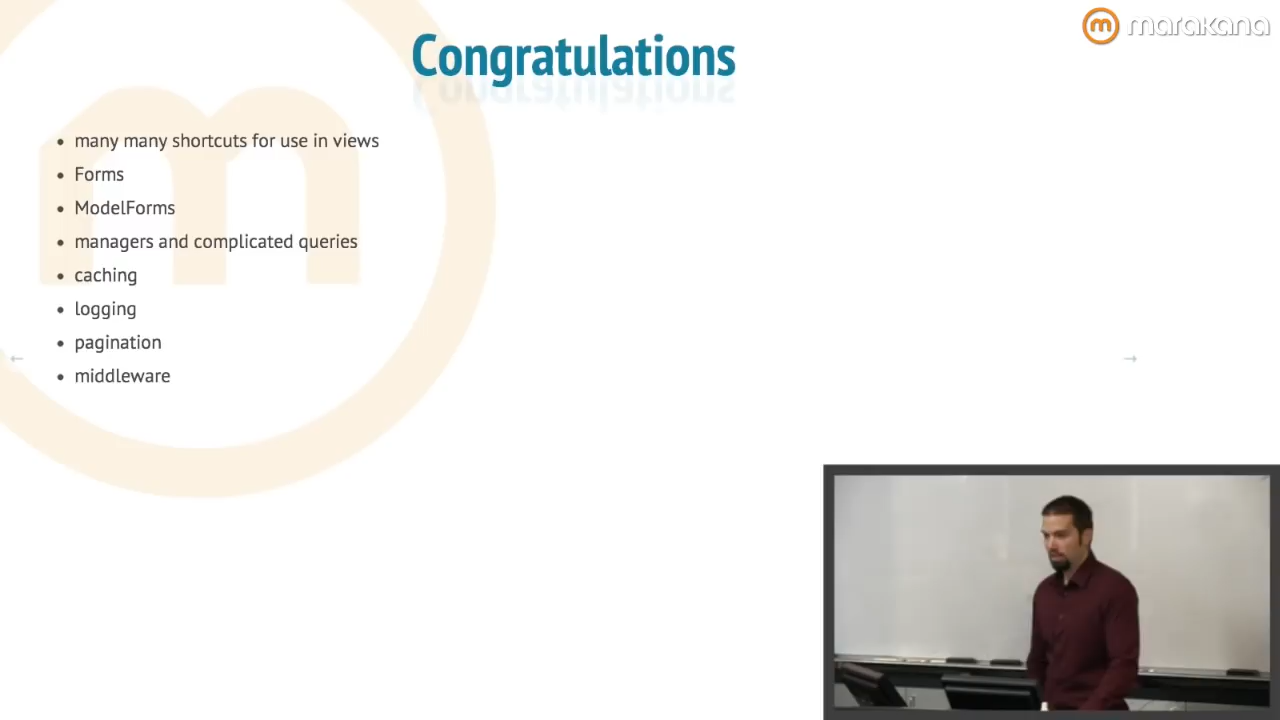 marakana
Congratulations
many many shortcuts for use in views
Forms
ModelForms
managers and complicated queries
caching
logging
pagination
middleware